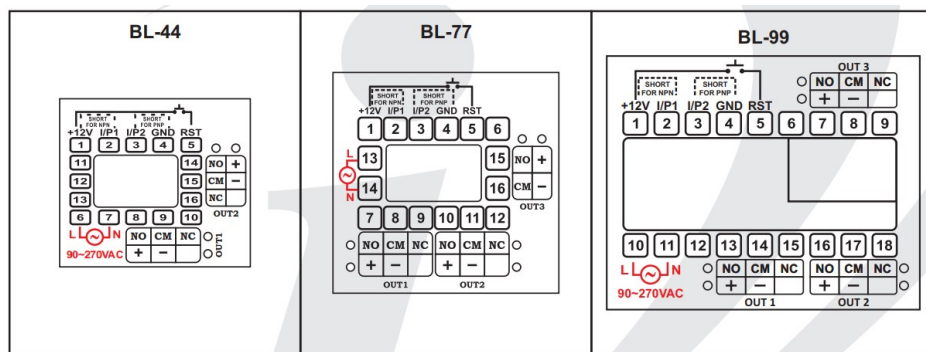 BL-44
SHORT FOR NPN
SHORT FOR PNP
+12V I/P1 I/P2 GND RST
1 2 3 4 5
11 14
12 15
13 16
6 7 8 9 10
NO +
CM −
NC
OUT2
L N
90~270VAC
NO CM NC
+ −
OUT1
BL-77
SHORT FOR NPN
SHORT FOR PNP
+12V I/P1 I/P2 GND RST
1 2 3 4 5 6
L 13 15
N 14 16
NO +
CM −
OUT3
7 8 9 10 11 12
NO CM NC NO CM NC
+ − + −
OUT1 OUT2
BL-99
OUT 3
SHORT FOR NPN
SHORT FOR PNP
NO CM NC
+ −
+12V I/P1 I/P2 GND RST
1 2 3 4 5 6 7 8 9
10 11 12 13 14 15 16 17 18
L N
90~270VAC
NO CM NC NO CM NC
+ − + −
OUT 1 OUT 2